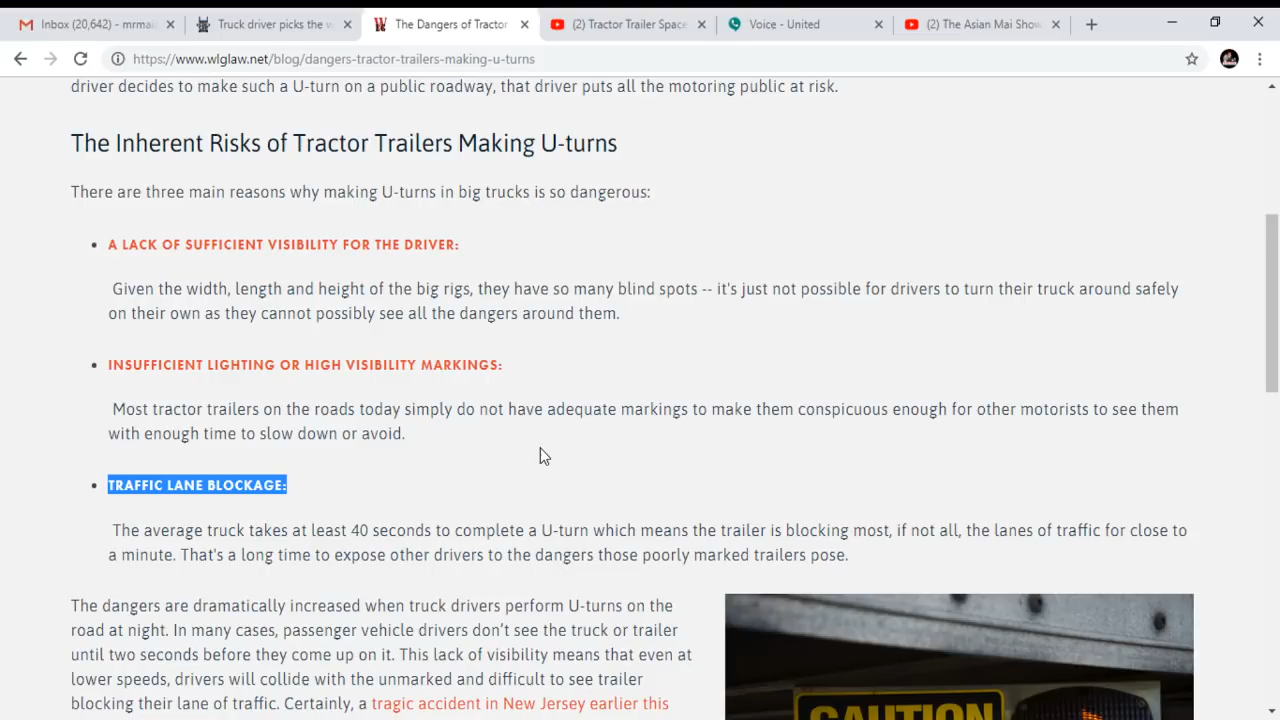 Inbox (20,642) - mrmai
Truck driver picks the w
The Dangers of Tractor
(2) Tractor Trailer Space
Voice - United
(2) The Asian Mai Show
https://www.wlglaw.net/blog/dangers-tractor-trailers-making-u-turns
driver decides to make such a U-turn on a public roadway, that driver puts all the motoring public at risk.
The Inherent Risks of Tractor Trailers Making U-turns
There are three main reasons why making U-turns in big trucks is so dangerous:
• A LACK OF SUFFICIENT VISIBILITY FOR THE DRIVER:
Given the width, length and height of the big rigs, they have so many blind spots -- it's just not possible for drivers to turn their truck around safely
on their own as they cannot possibly see all the dangers around them.
• INSUFFICIENT LIGHTING OR HIGH VISIBILITY MARKINGS:
Most tractor trailers on the roads today simply do not have adequate markings to make them conspicuous enough for other motorists to see them
with enough time to slow down or avoid.
• TRAFFIC LANE BLOCKAGE:
The average truck takes at least 40 seconds to complete a U-turn which means the trailer is blocking most, if not all, the lanes of traffic for close to
a minute. That's a long time to expose other drivers to the dangers those poorly marked trailers pose.
The dangers are dramatically increased when truck drivers perform U-turns on the
road at night. In many cases, passenger vehicle drivers don't see the truck or trailer
until two seconds before they come up on it. This lack of visibility means that even at
lower speeds, drivers will collide with the unmarked and difficult to see trailer
blocking their lane of traffic. Certainly, a tragic accident in New Jersey earlier this
CAUTION